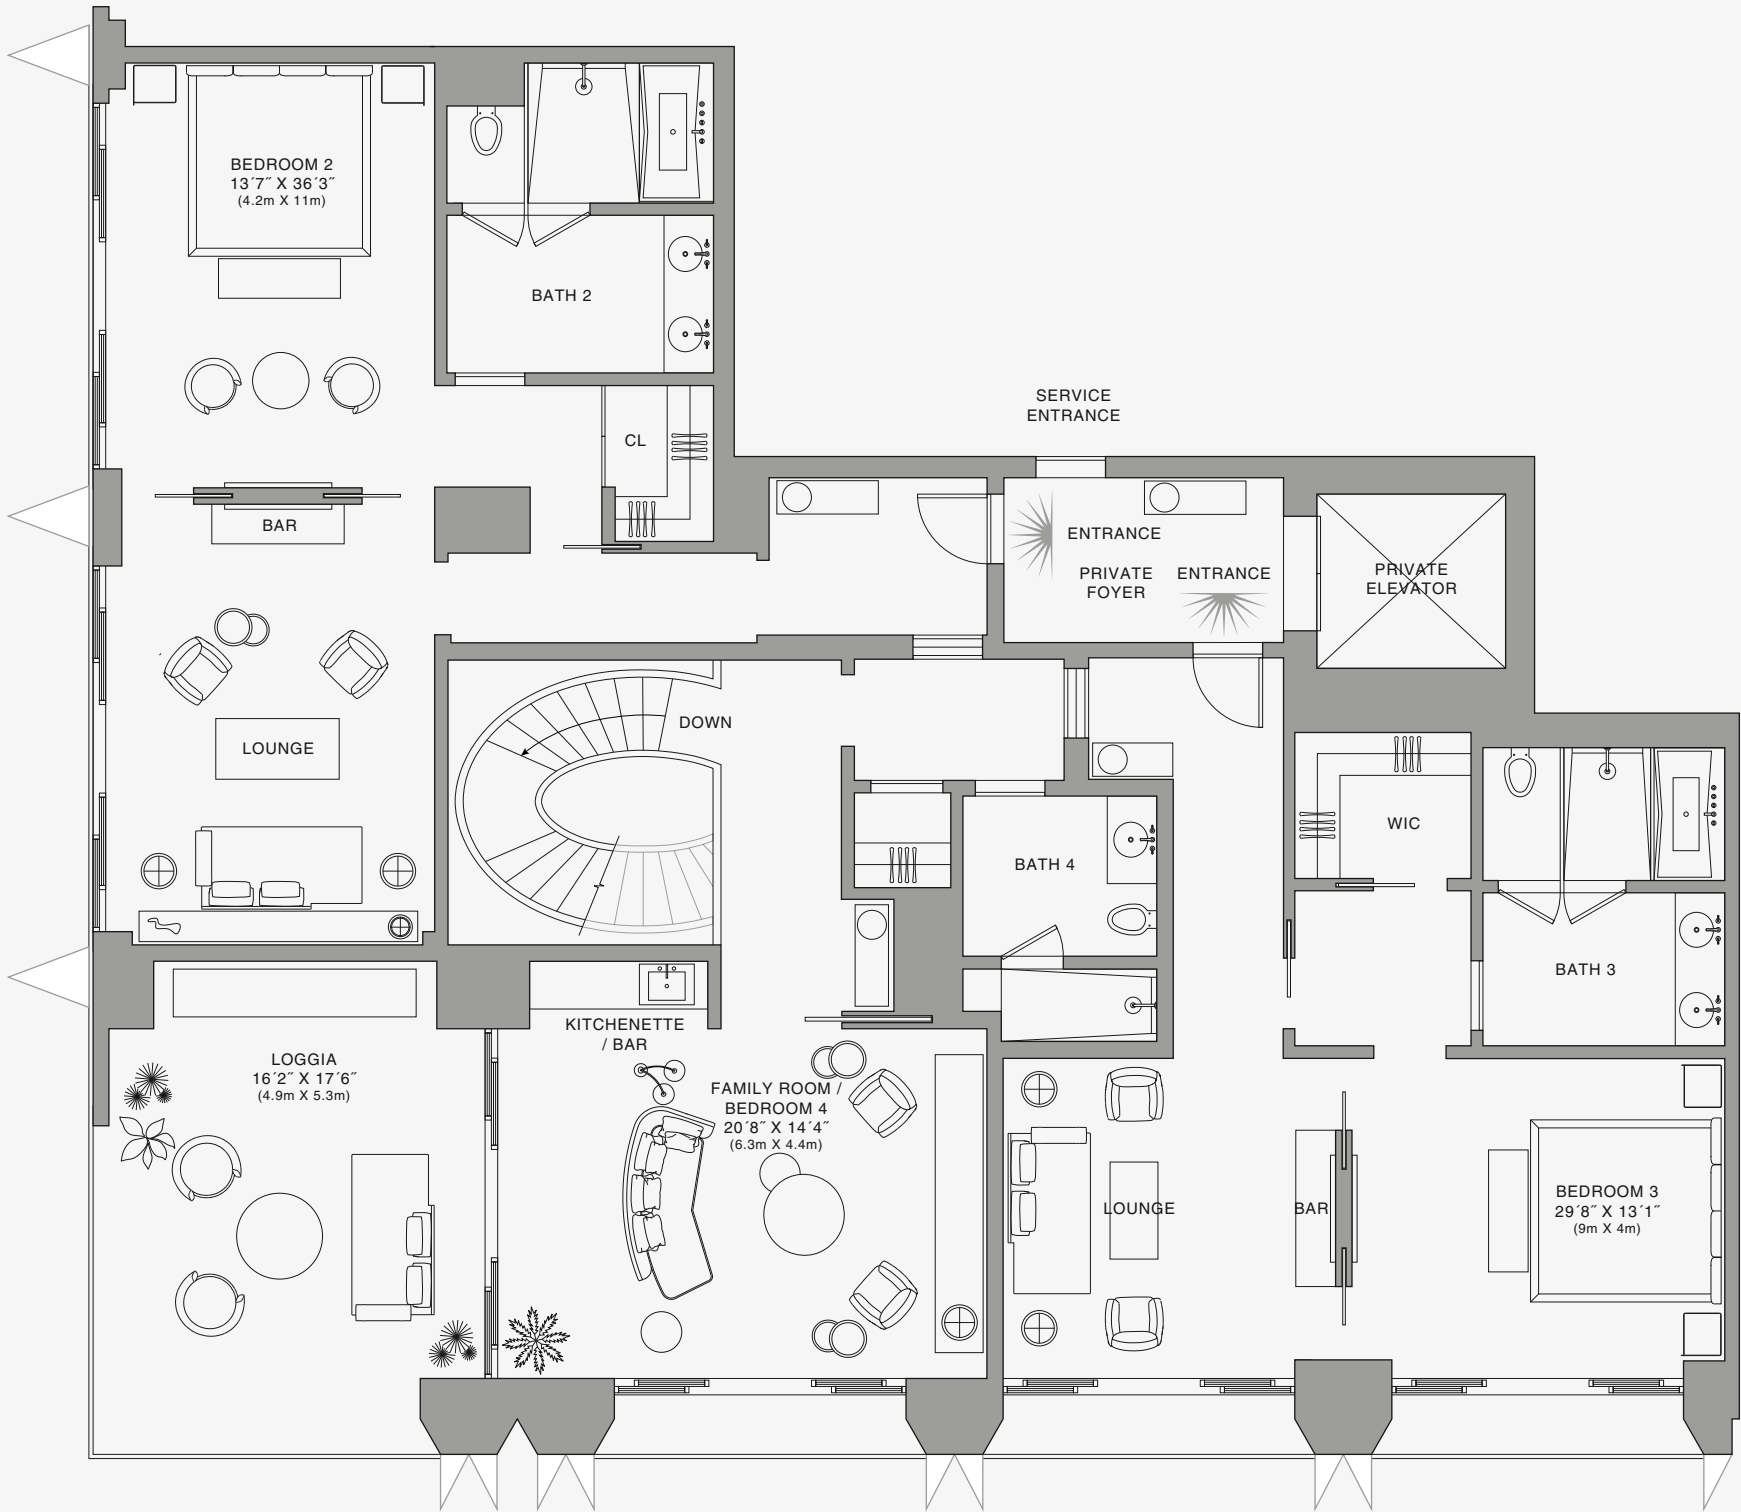 BEDROOM 2
13´7˝ X 36´3˝
(4.2m X 11m)
BATH 2
SERVICE
ENTRANCE
CL
BAR
ENTRANCE
PRIVATE
FOYER
ENTRANCE
PRIVATE
ELEVATOR
DOWN
LOUNGE
WIC
BATH 4
BATH 3
KITCHENETTE
/ BAR
LOGGIA
16´2˝ X 17´6˝
(4.9m X 5.3m)
FAMILY ROOM /
BEDROOM 4
20´8˝ X 14´4˝
(6.3m X 4.4m)
LOUNGE
BAR
BEDROOM 3
29´8˝ X 13´1˝
(9m X 4m)